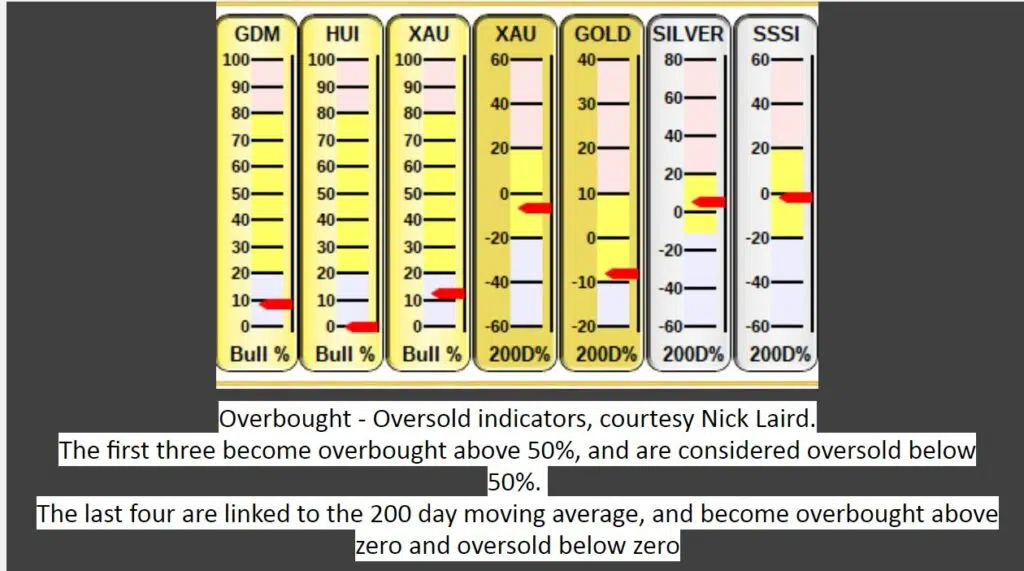 GDM HUI XAU XAU GOLD SILVER SSSI
100 100 100 60 40 80 60
90 90 90
80 80 80 40 30 60 40
70 70 70 40
60 60 60 20 20 20
50 50 50 20
40 40 40 0 10 0 0
30 30 30 -20
20 20 20 -20 0 -20
10 10 10 -40 -10 -40 -40
0 0 0 -60 -20 -60 -60
Bull % Bull % Bull % 200D% 200D% 200D% 200D%
Overbought - Oversold indicators, courtesy Nick Laird.
The first three become overbought above 50%, and are considered oversold below
50%.
The last four are linked to the 200 day moving average, and become overbought above
zero and oversold below zero